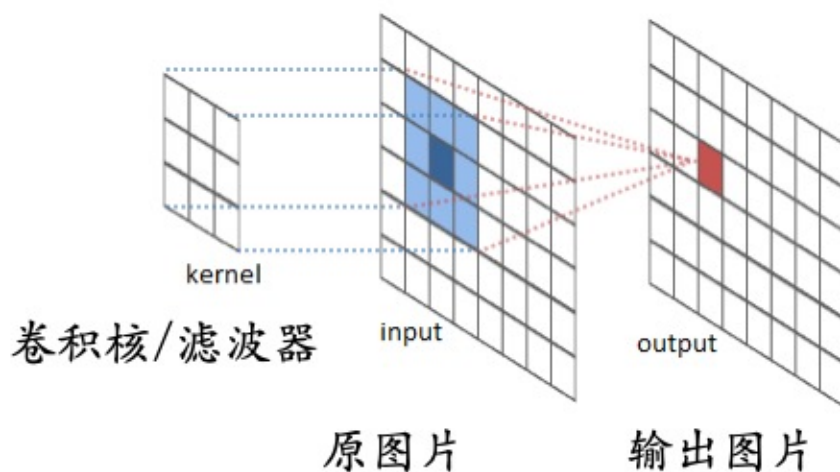 kernel
卷积核/滤波器
input
原图片
output
输出图片